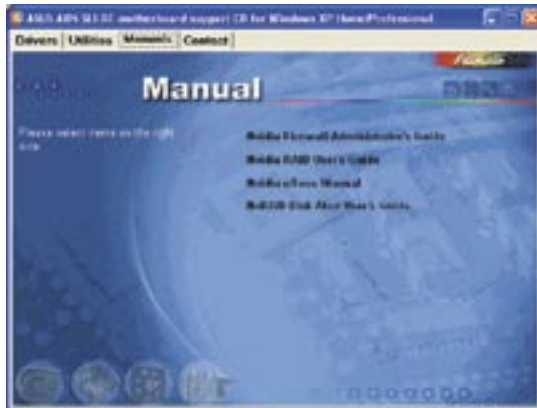 ASUS A8N SLI SE motherboard support CD for Windows XP Home/Professional
Drivers Utilities Manuals Contact
Manual
Please select items on the right side.
Nvidia Firewall Administrator's Guide
Nvidia RAID User's Guide
Nvidia nTune Manual
NvRAID Disk Alert User's Guide